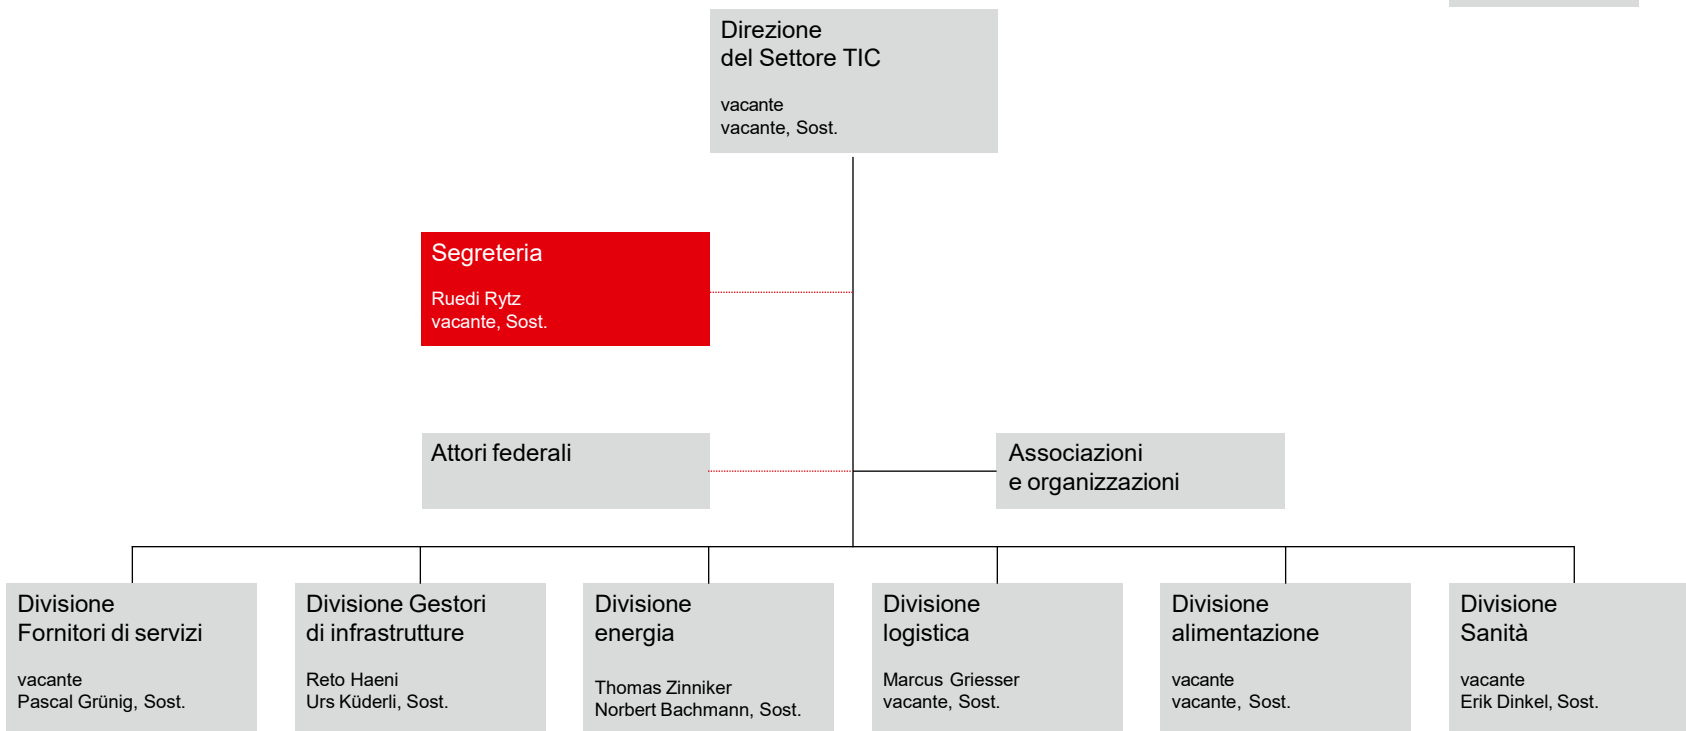 Direzione
del Settore TIC
vacante
vacante, Sost.
Segreteria
Ruedi Rytz
vacante, Sost.
Attori federali
Associazioni
e organizzazioni
Divisione
Fornitori di servizi
vacante
Pascal Grünig, Sost.
Divisione Gestori
di infrastrutture
Reto Haeni
Urs Küderli, Sost.
Divisione
energia
Thomas Zinniker
Norbert Bachmann, Sost.
Divisione
logistica
Marcus Griesser
vacante, Sost.
Divisione
alimentazione
vacante
vacante, Sost.
Divisione
Sanità
vacante
Erik Dinkel, Sost.